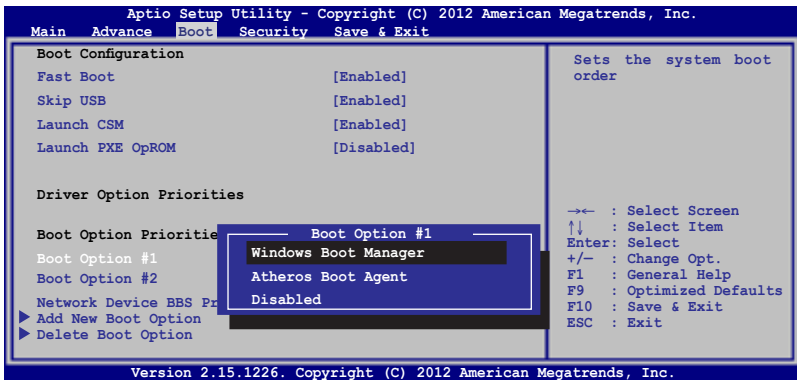 Aptio Setup Utility - Copyright (C) 2012 American Megatrends, Inc.
Main Advance Boot Security Save & Exit
Boot Configuration
Fast Boot [Enabled]
Skip USB [Enabled]
Launch CSM [Enabled]
Launch PXE OpROM [Disabled]
Driver Option Priorities
Boot Option Prioritie
Boot Option #1
Boot Option #2
Network Device BBS Pr
Add New Boot Option
Delete Boot Option
Boot Option #1
Windows Boot Manager
Atheros Boot Agent
Disabled
Sets the system boot
order
→← : Select Screen
↑↓ : Select Item
Enter: Select
+/— : Change Opt.
F1 : General Help
F9 : Optimized Defaults
F10 : Save & Exit
ESC : Exit
Version 2.15.1226. Copyright (C) 2012 American Megatrends, Inc.